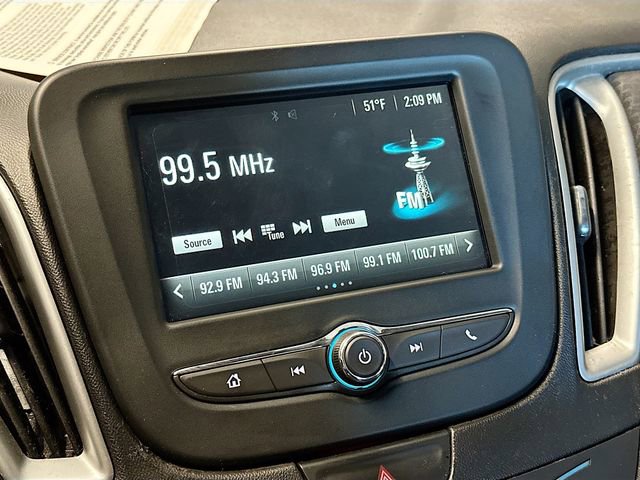 51°F 2:09 PM
99.5 MHz
FM
Source Tune Menu
92.9 FM 94.3 FM 96.9 FM 99.1 FM 100.7 FM